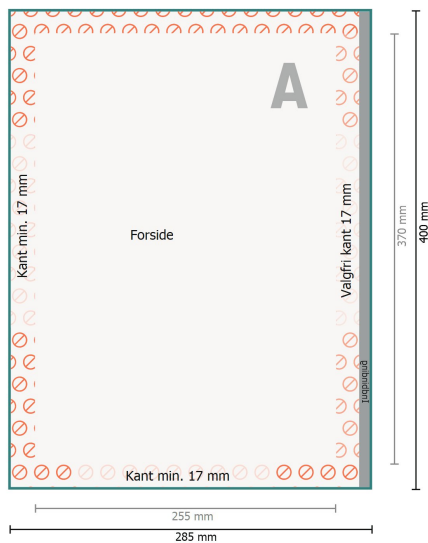 A
Kant min. 17 mm
Forside
Valgfri kant 17 mm
Indbinding
Kant min. 17 mm
370 mm
400 mm
255 mm
285 mm